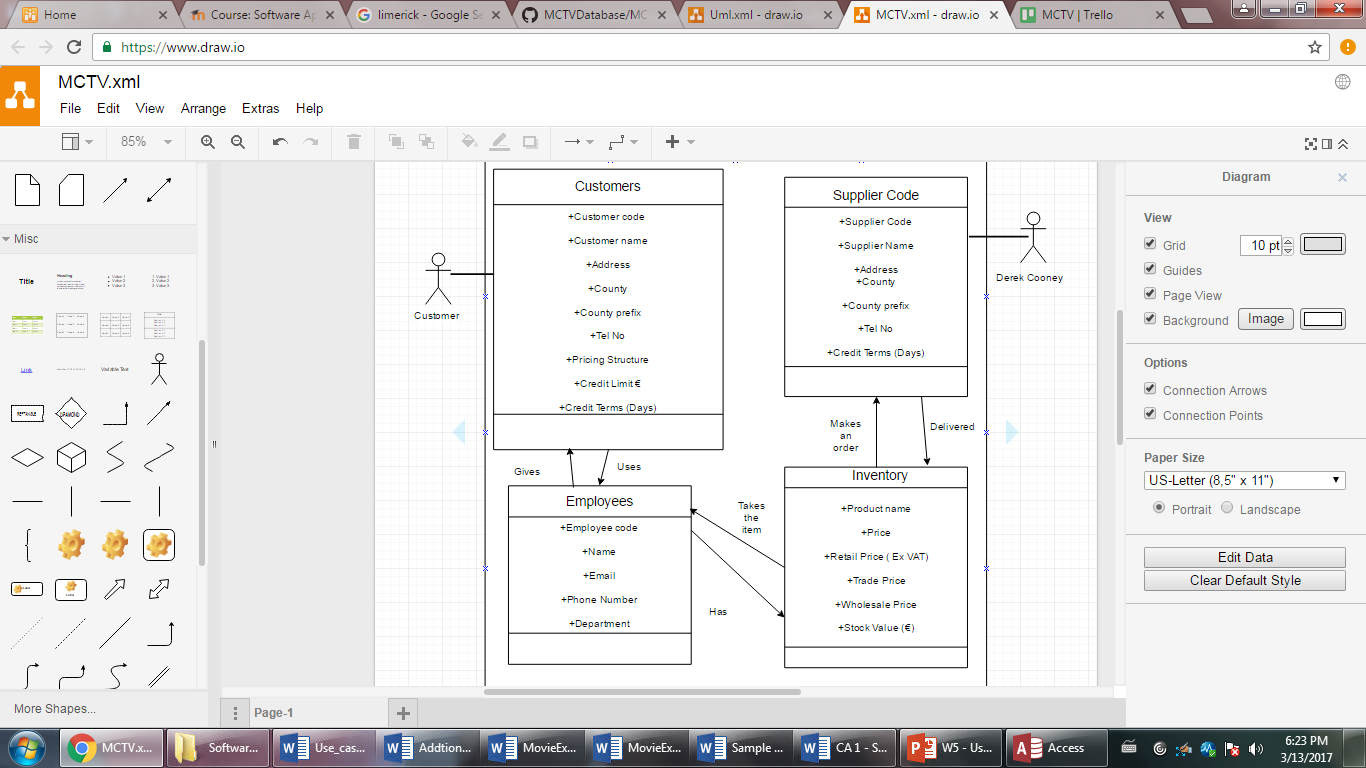 Home
Course: Software Ap
limerick - Google Se
MCTVDatabase/MC
Uml.xml - draw.io
MCTV.xml - draw.io
MCTV | Trello
https://www.draw.io
MCTV.xml
File Edit View Arrange Extras Help
85%
Misc
Title
Heading
Link
Variable Text
RECTANGLE
DIAMOND
More Shapes...
Customers
+Customer code
+Customer name
+Address
+County
+County prefix
+Tel No
+Pricing Structure
+Credit Limit €
+Credit Terms (Days)
Customer
Supplier Code
+Supplier Code
+Supplier Name
+Address
+County
+County prefix
+Tel No
+Credit Terms (Days)
Derek Cooney
Gives
Uses
Makes
an
order
Delivered
Employees
+Employee code
+Name
+Email
+Phone Number
+Department
Takes
the
item
Has
Inventory
+Product name
+Price
+Retail Price ( Ex VAT)
+Trade Price
+Wholesale Price
+Stock Value (€)
Page-1
Diagram
View
Grid
10 pt
Guides
Page View
Background
Image
Options
Connection Arrows
Connection Points
Paper Size
US-Letter (8,5" x 11")
Portrait
Landscape
Edit Data
Clear Default Style
MCTV.x...
Softwar...
Use_cas...
Addtion...
MovieEx...
MovieEx...
Sample ...
CA 1 - S...
W5 - Us...
Access
6:23 PM
3/13/2017